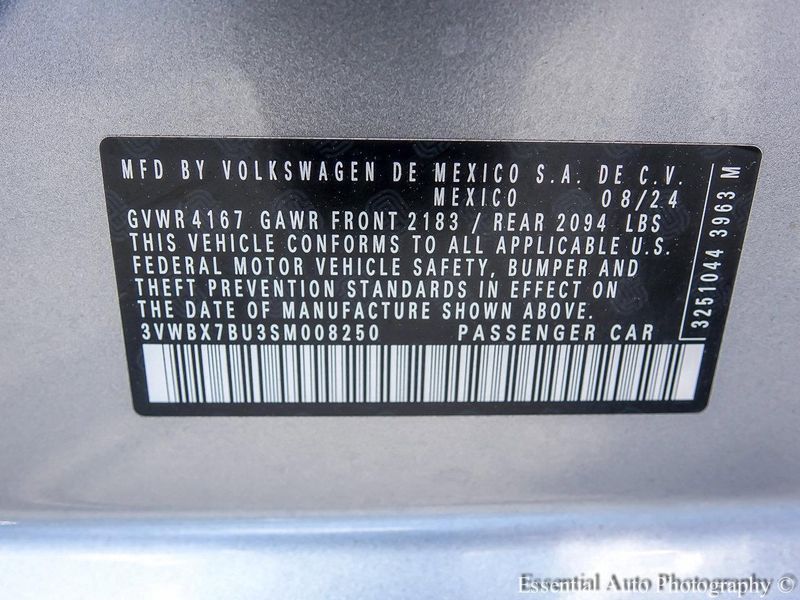 MFD BY VOLKSWAGEN DE MEXICO S.A. DE C.V.
MEXICO 08/24
GVWR 4167 GAWR FRONT 2183 / REAR 2094 LBS
THIS VEHICLE CONFORMS TO ALL APPLICABLE U.S.
FEDERAL MOTOR VEHICLE SAFETY, BUMPER AND
THEFT PREVENTION STANDARDS IN EFFECT ON
THE DATE OF MANUFACTURE SHOWN ABOVE.
3VWBX7BU3SM008250 PASSENGER CAR
3251044 3963 M
Essential Auto Photography ©